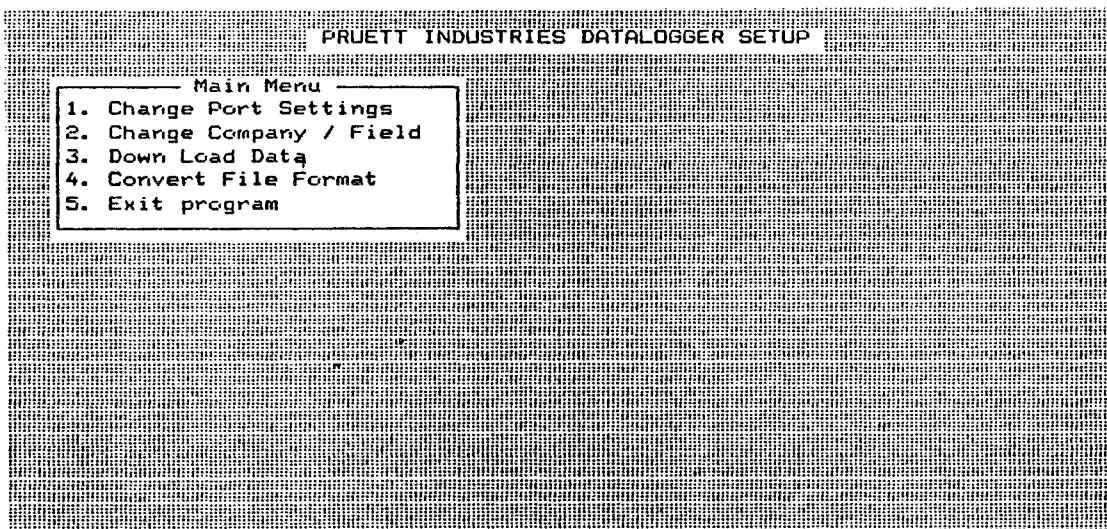 PRUETT INDUSTRIES DATALOGGER SETUP
Main Menu
1. Change Port Settings
2. Change Company / Field
3. Down Load Data
4. Convert File Format
5. Exit program